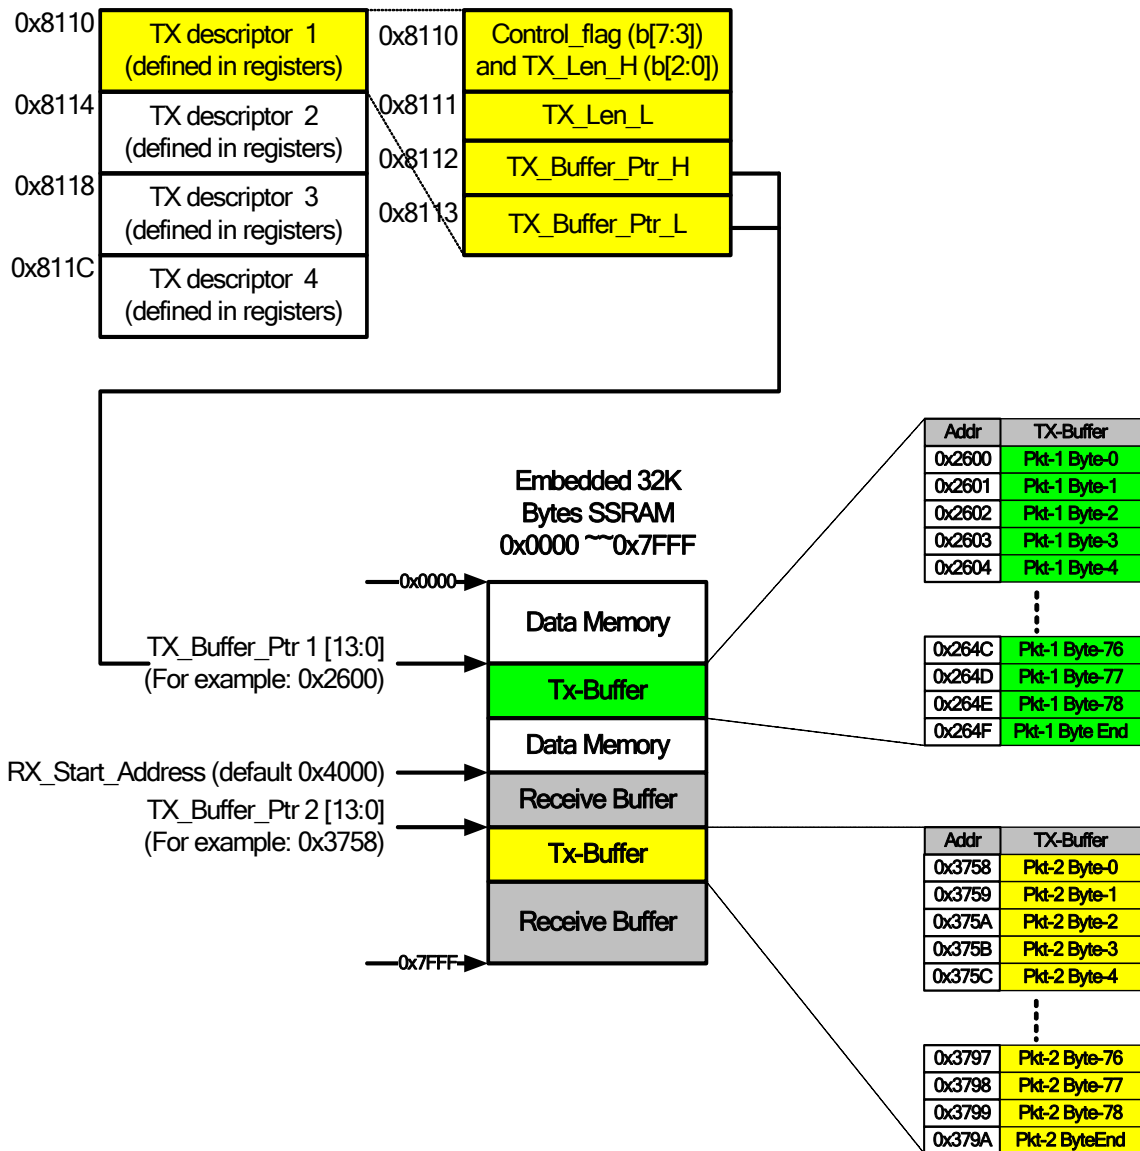 0x8110
TX descriptor 1
(defined in registers)
0x8114
TX descriptor 2
(defined in registers)
0x8118
TX descriptor 3
(defined in registers)
0x811C
TX descriptor 4
(defined in registers)
0x8110
Control_flag (b[7:3])
and TX_Len_H (b[2:0])
0x8111
TX_Len_L
0x8112
TX_Buffer_Ptr_H
0x8113
TX_Buffer_Ptr_L
Embedded 32K
Bytes SSRAM
0x0000 ~~0x7FFF
0x0000
Data Memory
TX_Buffer_Ptr 1 [13:0]
(For example: 0x2600)
Tx-Buffer
Data Memory
RX_Start_Address (default 0x4000)
Receive Buffer
TX_Buffer_Ptr 2 [13:0]
(For example: 0x3758)
Tx-Buffer
Receive Buffer
0x7FFF
Addr TX-Buffer
0x2600 Pkt-1 Byte-0
0x2601 Pkt-1 Byte-1
0x2602 Pkt-1 Byte-2
0x2603 Pkt-1 Byte-3
0x2604 Pkt-1 Byte-4
0x264C Pkt-1 Byte-76
0x264D Pkt-1 Byte-77
0x264E Pkt-1 Byte-78
0x264F Pkt-1 Byte End
Addr TX-Buffer
0x3758 Pkt-2 Byte-0
0x3759 Pkt-2 Byte-1
0x375A Pkt-2 Byte-2
0x375B Pkt-2 Byte-3
0x375C Pkt-2 Byte-4
0x3797 Pkt-2 Byte-76
0x3798 Pkt-2 Byte-77
0x3799 Pkt-2 Byte-78
0x379A Pkt-2 ByteEnd